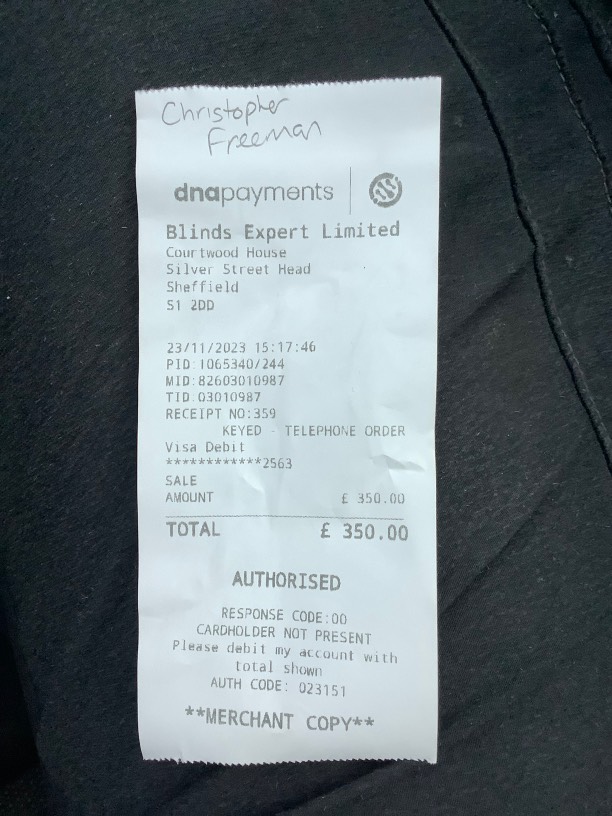 Christopher
Freeman
dnapayments
Blinds Expert Limited
Courtwood House
Silver Street Head
Sheffield
S1 2DD
23/11/2023 15:17:46
PID:1065340/244
MID:82603010987
TID:03010987
RECEIPT NO:359
KEYED - TELEPHONE ORDER
Visa Debit
************2563
SALE
AMOUNT £ 350.00
TOTAL £ 350.00
AUTHORISED
RESPONSE CODE:00
CARDHOLDER NOT PRESENT
Please debit my account with
total shown
AUTH CODE: 023151
**MERCHANT COPY**